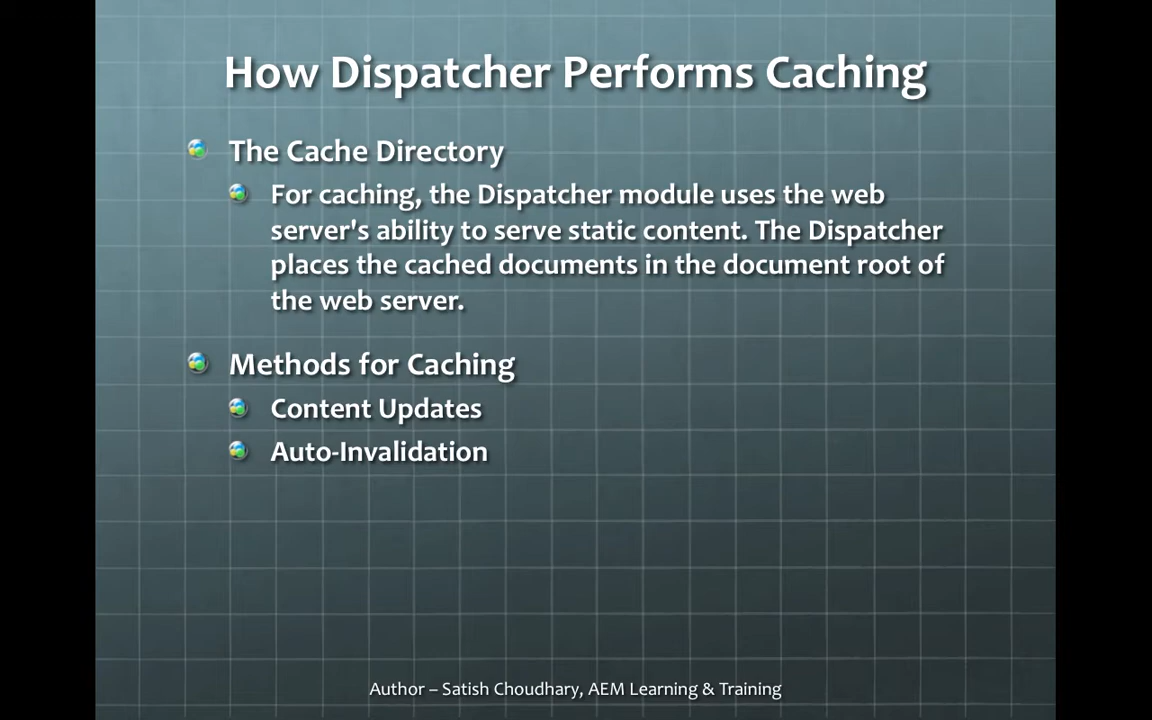 How Dispatcher Performs Caching
The Cache Directory
For caching, the Dispatcher module uses the web
server's ability to serve static content. The Dispatcher
places the cached documents in the document root of
the web server.
Methods for Caching
Content Updates
Auto-Invalidation
Author – Satish Choudhary, AEM Learning & Training